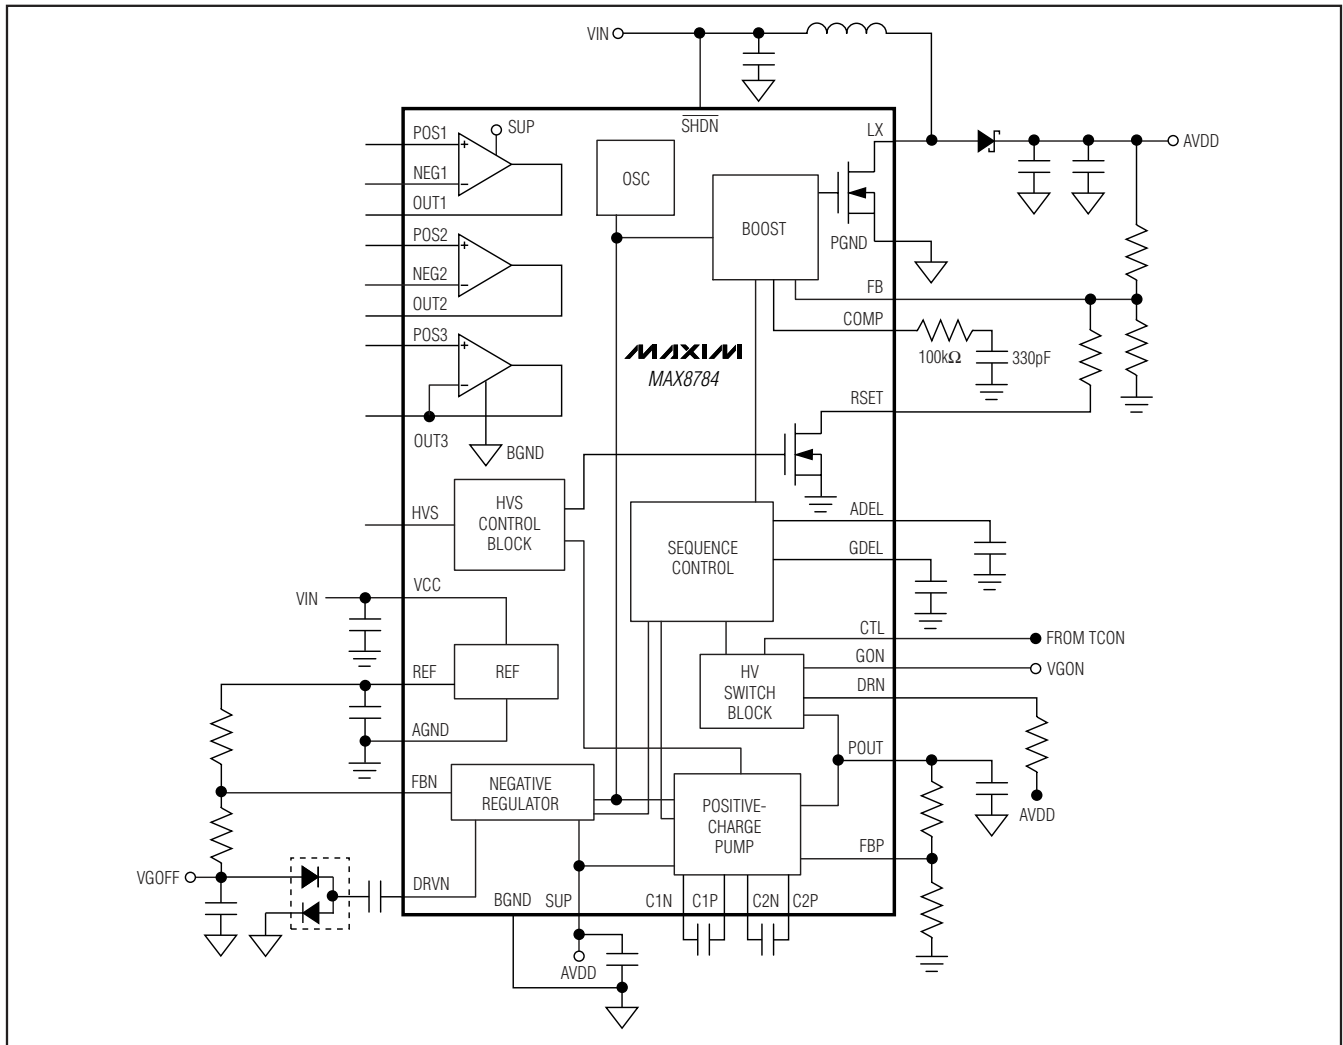 VIN
SHDN
LX
AVDD
POS1
+
SUP
NEG1
−
OUT1
OSC
BOOST
PGND
POS2
+
NEG2
−
OUT2
FB
COMP
100kΩ
330pF
POS3
+
−
OUT3
BGND
MAXIM
MAX8784
RSET
HVS
HVS
CONTROL
BLOCK
SEQUENCE
CONTROL
ADEL
GDEL
VIN
VCC
CTL
FROM TCON
GON
VGON
DRN
HV
SWITCH
BLOCK
REF
REF
AGND
POUT
AVDD
FBN
NEGATIVE
REGULATOR
POSITIVE-
CHARGE
PUMP
FBP
VGOFF
DRVN
BGND
SUP
C1N
C1P
C2N
C2P
AVDD